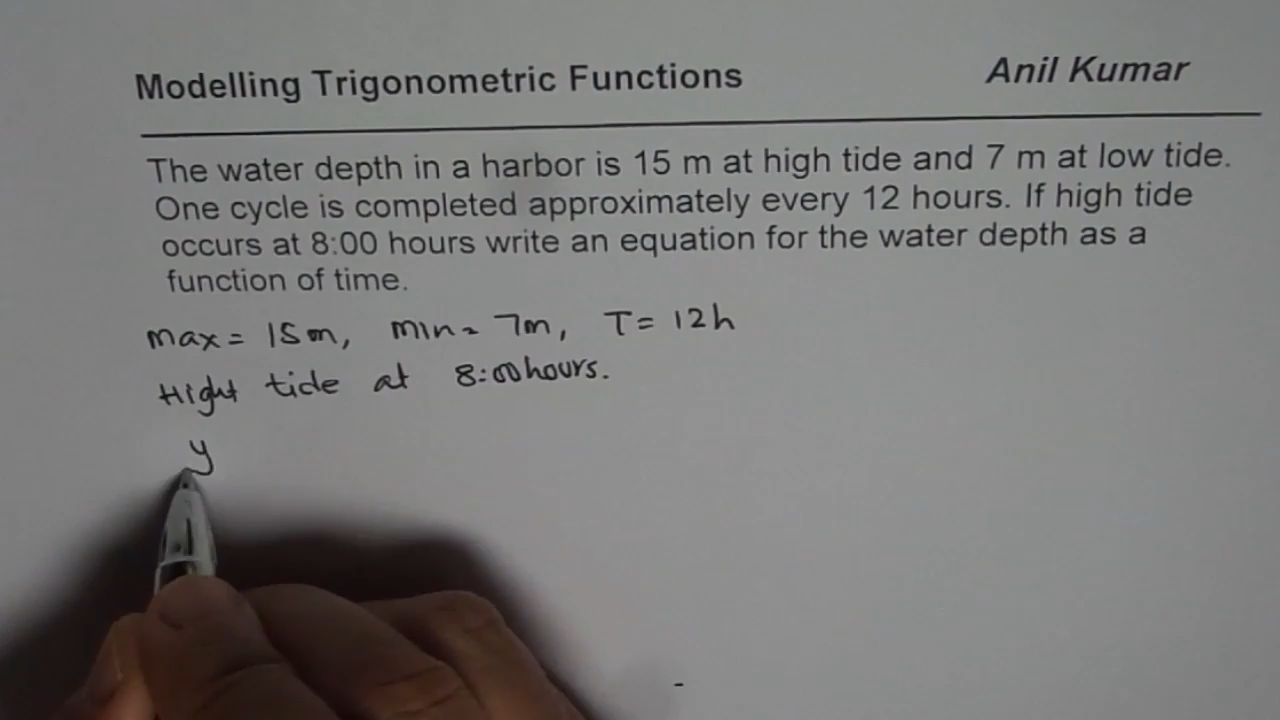 Modelling Trigonometric Functions Anil Kumar
The water depth in a harbor is 15 m at high tide and 7 m at low tide.
One cycle is completed approximately every 12 hours. If high tide
occurs at 8:00 hours write an equation for the water depth as a
function of time.
max = 15m, min = 7m, T = 12h
Hight tide at 8:00 hours.
y